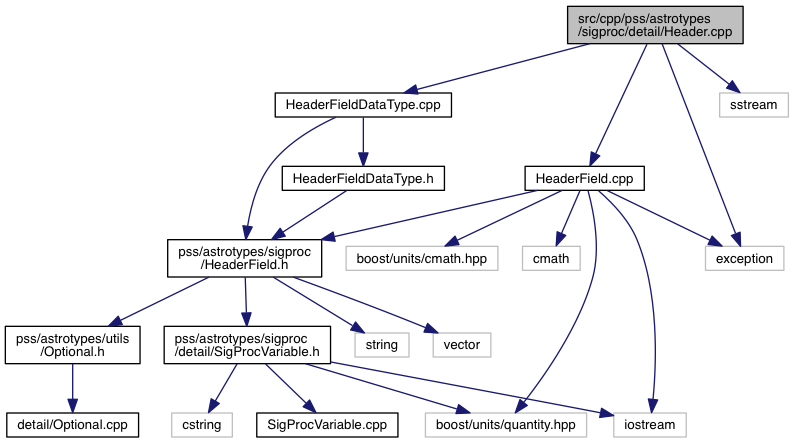 src/cpp/pss/astrotypes
/sigproc/detail/Header.cpp
HeaderFieldDataType.cpp
sstream
HeaderFieldDataType.h
HeaderField.cpp
pss/astrotypes/sigproc
/HeaderField.h
boost/units/cmath.hpp
cmath
exception
pss/astrotypes/utils
/Optional.h
pss/astrotypes/sigproc
/detail/SigProcVariable.h
string
vector
detail/Optional.cpp
cstring
SigProcVariable.cpp
boost/units/quantity.hpp
iostream